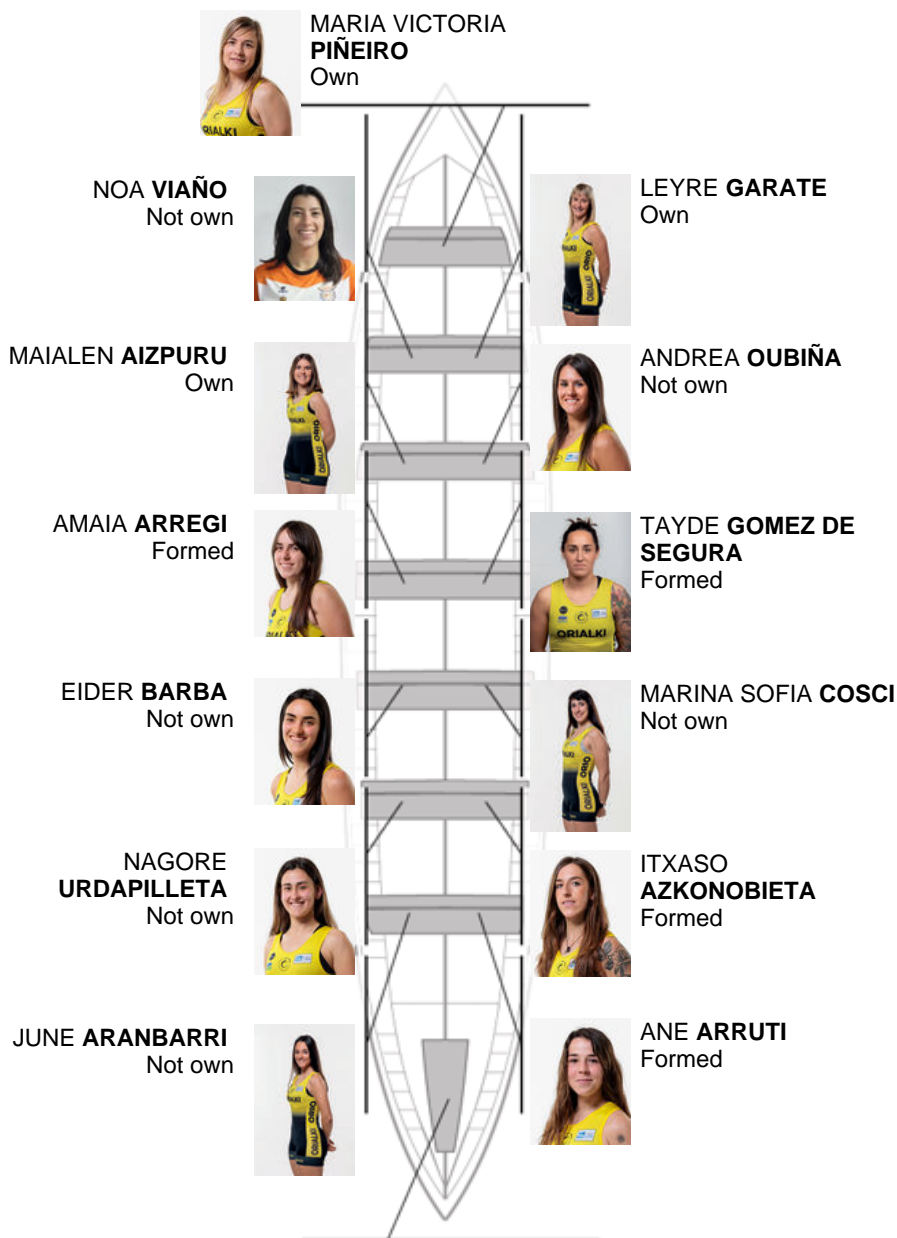 MARIA VICTORIA
PIÑEIRO
Own
NOA VIAÑO
Not own
LEYRE GARATE
Own
MAIALEN AIZPURU
Own
ANDREA OUBIÑA
Not own
AMAIA ARREGI
Formed
TAYDE GOMEZ DE
SEGURA
Formed
EIDER BARBA
Not own
MARINA SOFIA COSCI
Not own
NAGORE
URDAPILLETA
Not own
ITXASO
AZKONOBIETA
Formed
JUNE ARANBARRI
Not own
ANE ARRUTI
Formed
ORIALKI